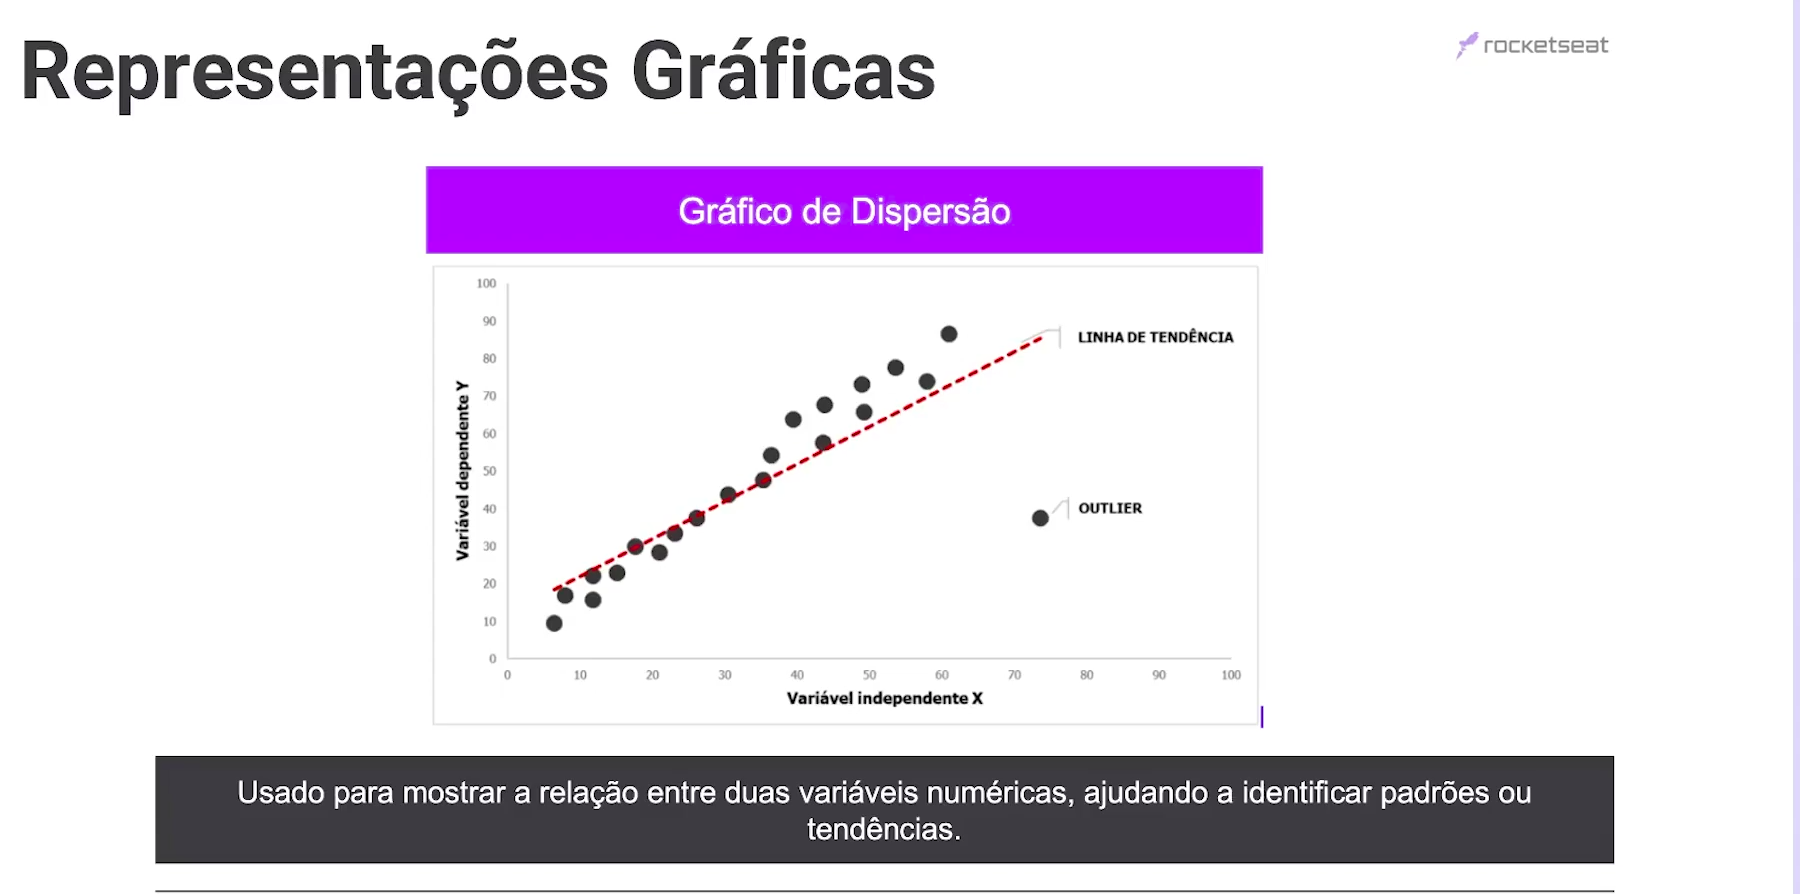 Representações Gráficas
rocketseat
Gráfico de Dispersão
100
90
80
70
60
50
40
30
20
10
0
Variável dependente Y
LINHA DE TENDÊNCIA
OUTLIER
0 10 20 30 40 50 60 70 80 90 100
Variável independente X
Usado para mostrar a relação entre duas variáveis numéricas, ajudando a identificar padrões ou
tendências.